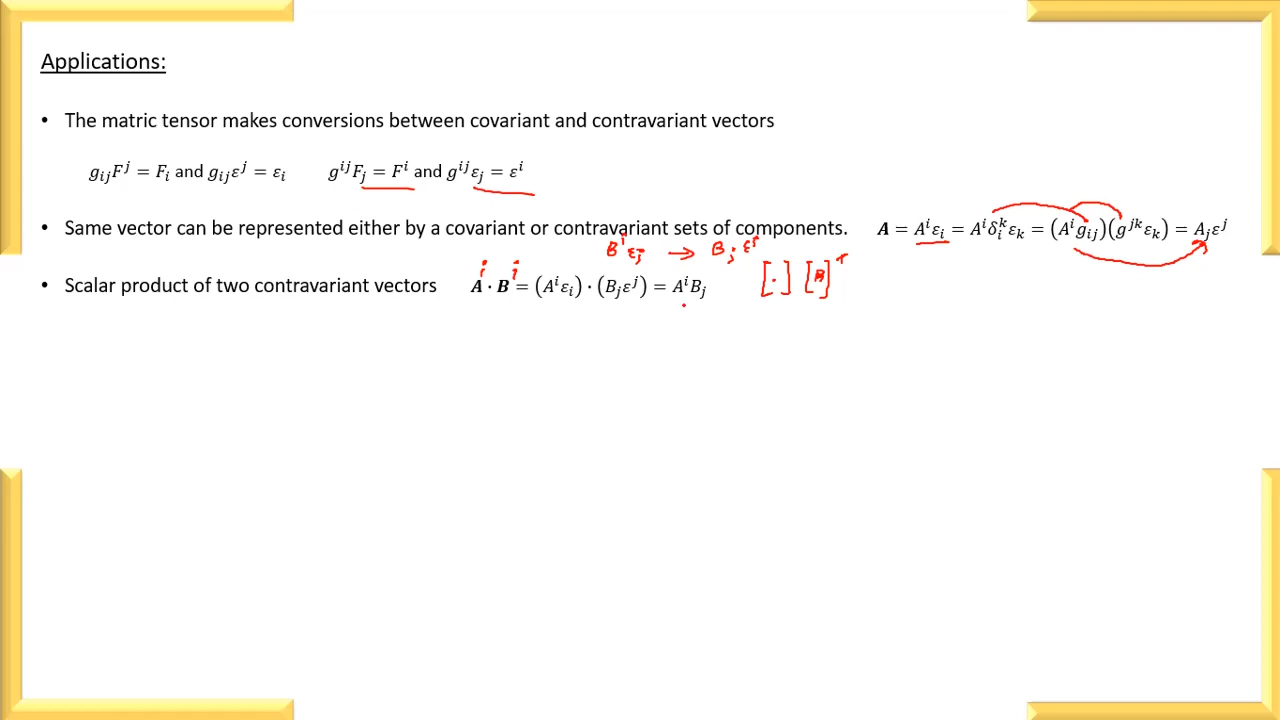 Applications:
• The matric tensor makes conversions between covariant and contravariant vectors
g_{ij}F^j = F_i and g_{ij}ε^j = ε_i g^{ij}F_j = F^i and g^{ij}ε_j = ε^i
• Same vector can be represented either by a covariant or contravariant sets of components. A = A^iε_i = A^iδ_i^kε_k = (A^ig_{ij})(g^{jk}ε_k) = A_jε^j
B^i ε_j → B_j ε^j
• Scalar product of two contravariant vectors A^i · B^i = (A^iε_i) · (B_jε^j) = A^iB_j [·] [B]^T